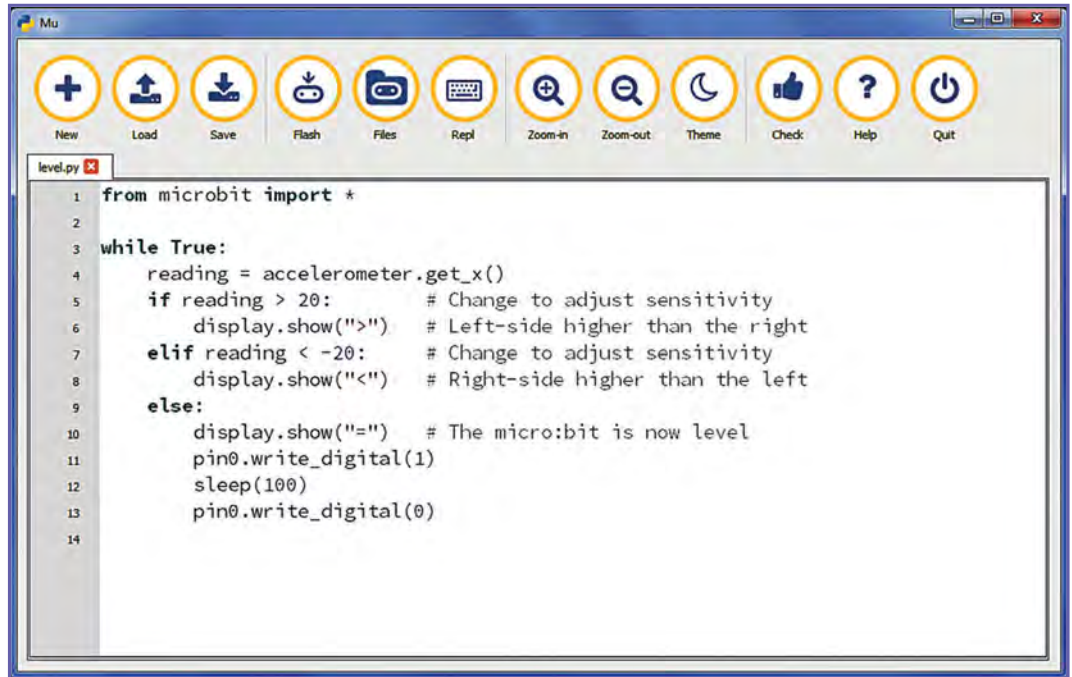 Mu
New Load Save Flash Files Repl Zoom-in Zoom-out Theme Check Help Quit
level.py
1 from microbit import *
2
3 while True:
4     reading = accelerometer.get_x()
5     if reading > 20:          # Change to adjust sensitivity
6         display.show(">")   # Left-side higher than the right
7     elif reading < -20:      # Change to adjust sensitivity
8         display.show("<")   # Right-side higher than the left
9     else:
10         display.show("=")   # The micro:bit is now level
11         pin0.write_digital(1)
12         sleep(100)
13         pin0.write_digital(0)
14